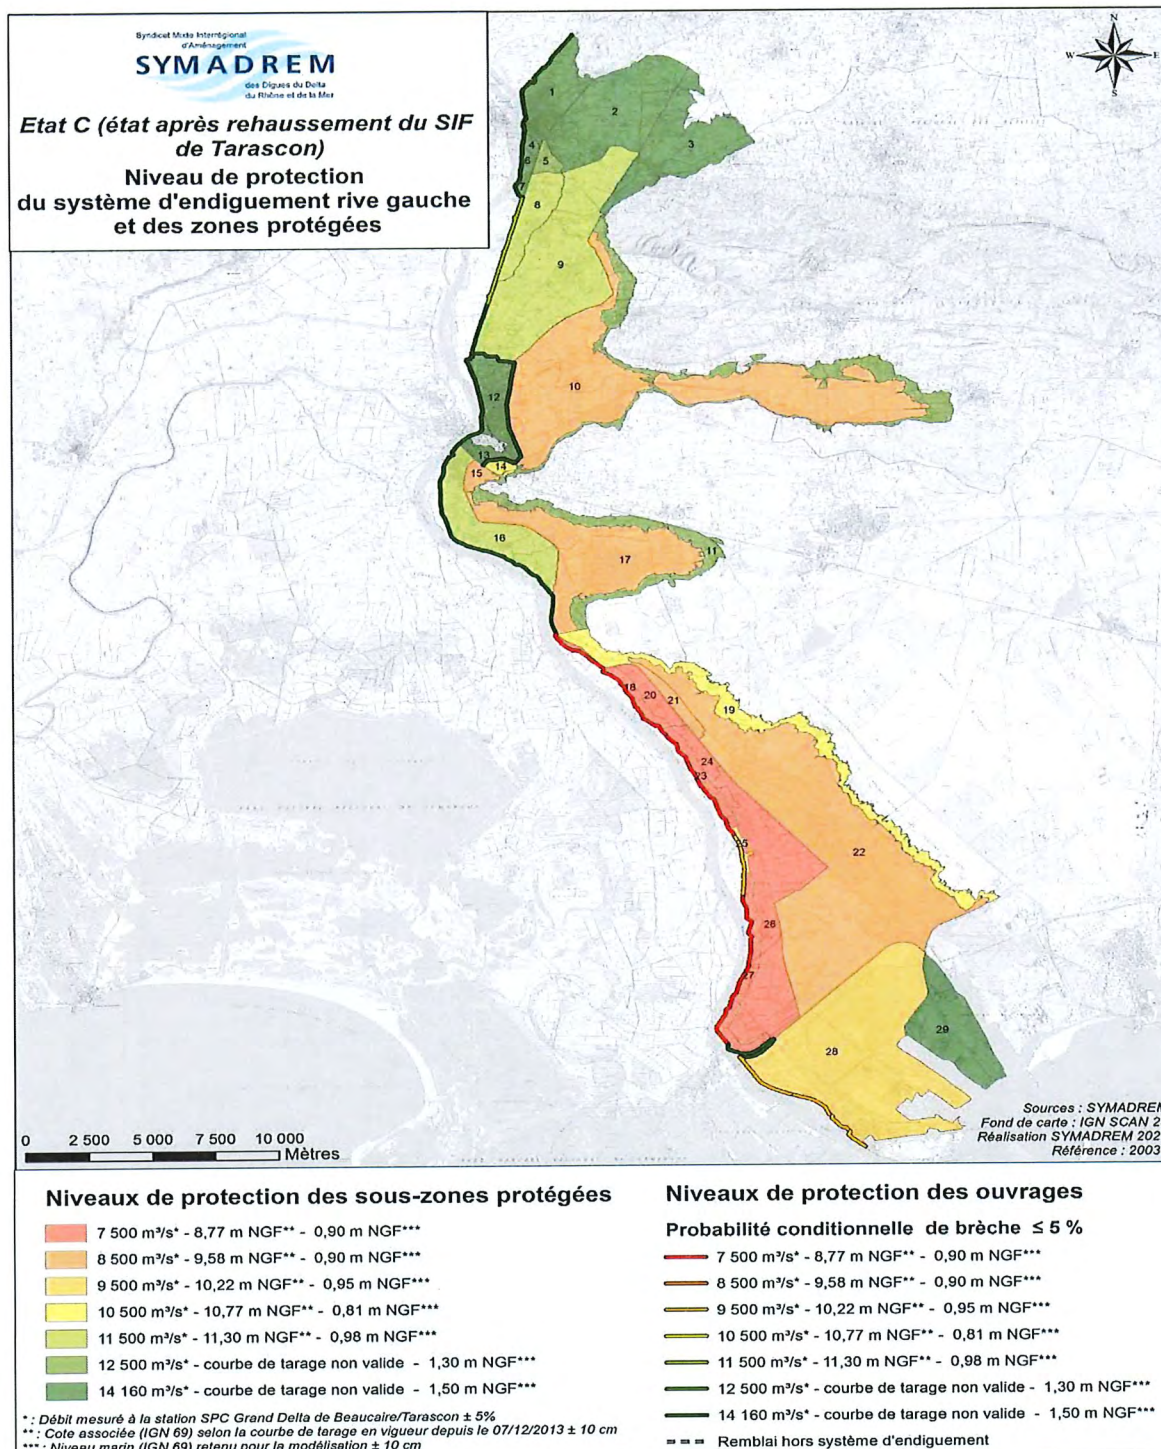 Syndicat Mixte Interrégional
d'Aménagement
SYMADREM
des Digues du Delta
du Rhône et de la Mer
Etat C (état après rehaussement du SIF
de Tarascon)
Niveau de protection
du système d'endiguement rive gauche
et des zones protégées
N
W
E
S
1
2
3
4
5
6
7
8
9
10
12
13
14
15
16
17
11
18
20
21
19
24
23
22
26
27
28
29
0 2 500 5 000 7 500 10 000
Mètres
Sources : SYMADREM
Fond de carte : IGN SCAN 2
Réalisation SYMADREM 202
Référence : 2003
Niveaux de protection des sous-zones protégées
7 500 m³/s* - 8,77 m NGF** - 0,90 m NGF***
8 500 m³/s* - 9,58 m NGF** - 0,90 m NGF***
9 500 m³/s* - 10,22 m NGF** - 0,95 m NGF***
10 500 m³/s* - 10,77 m NGF** - 0,81 m NGF***
11 500 m³/s* - 11,30 m NGF** - 0,98 m NGF***
12 500 m³/s* - courbe de tarage non valide - 1,30 m NGF***
14 160 m³/s* - courbe de tarage non valide - 1,50 m NGF***
* : Débit mesuré à la station SPC Grand Delta de Beaucaire/Tarascon ± 5%
** : Cote associée (IGN 69) selon la courbe de tarage en vigueur depuis le 07/12/2013 ± 10 cm
*** : Niveau marin (IGN 69) retenu pour la modélisation ± 10 cm
Niveaux de protection des ouvrages
Probabilité conditionnelle de brèche ≤ 5 %
7 500 m³/s* - 8,77 m NGF** - 0,90 m NGF***
8 500 m³/s* - 9,58 m NGF** - 0,90 m NGF***
9 500 m³/s* - 10,22 m NGF** - 0,95 m NGF***
10 500 m³/s* - 10,77 m NGF** - 0,81 m NGF***
11 500 m³/s* - 11,30 m NGF** - 0,98 m NGF***
12 500 m³/s* - courbe de tarage non valide - 1,30 m NGF***
14 160 m³/s* - courbe de tarage non valide - 1,50 m NGF***
Remblai hors système d'endiguement